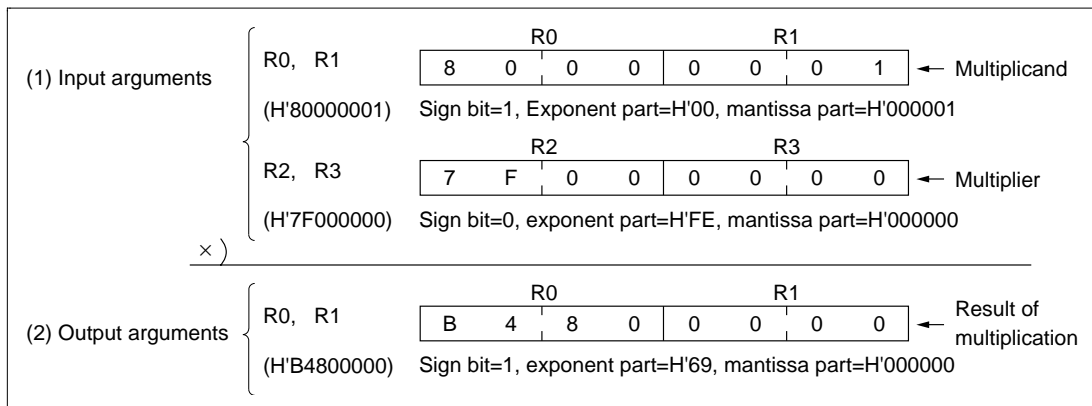 R0 R1
(1) Input arguments R0, R1 8 0 0 0 0 0 0 1 Multiplicand
(H'80000001) Sign bit=1, Exponent part=H'00, mantissa part=H'000001
R2 R3
R2, R3 7 F 0 0 0 0 0 0 Multiplier
(H'7F000000) Sign bit=0, exponent part=H'FE, mantissa part=H'000000
× )
R0 R1
(2) Output arguments R0, R1 B 4 8 0 0 0 0 0 Result of
multiplication
(H'B4800000) Sign bit=1, exponent part=H'69, mantissa part=H'000000